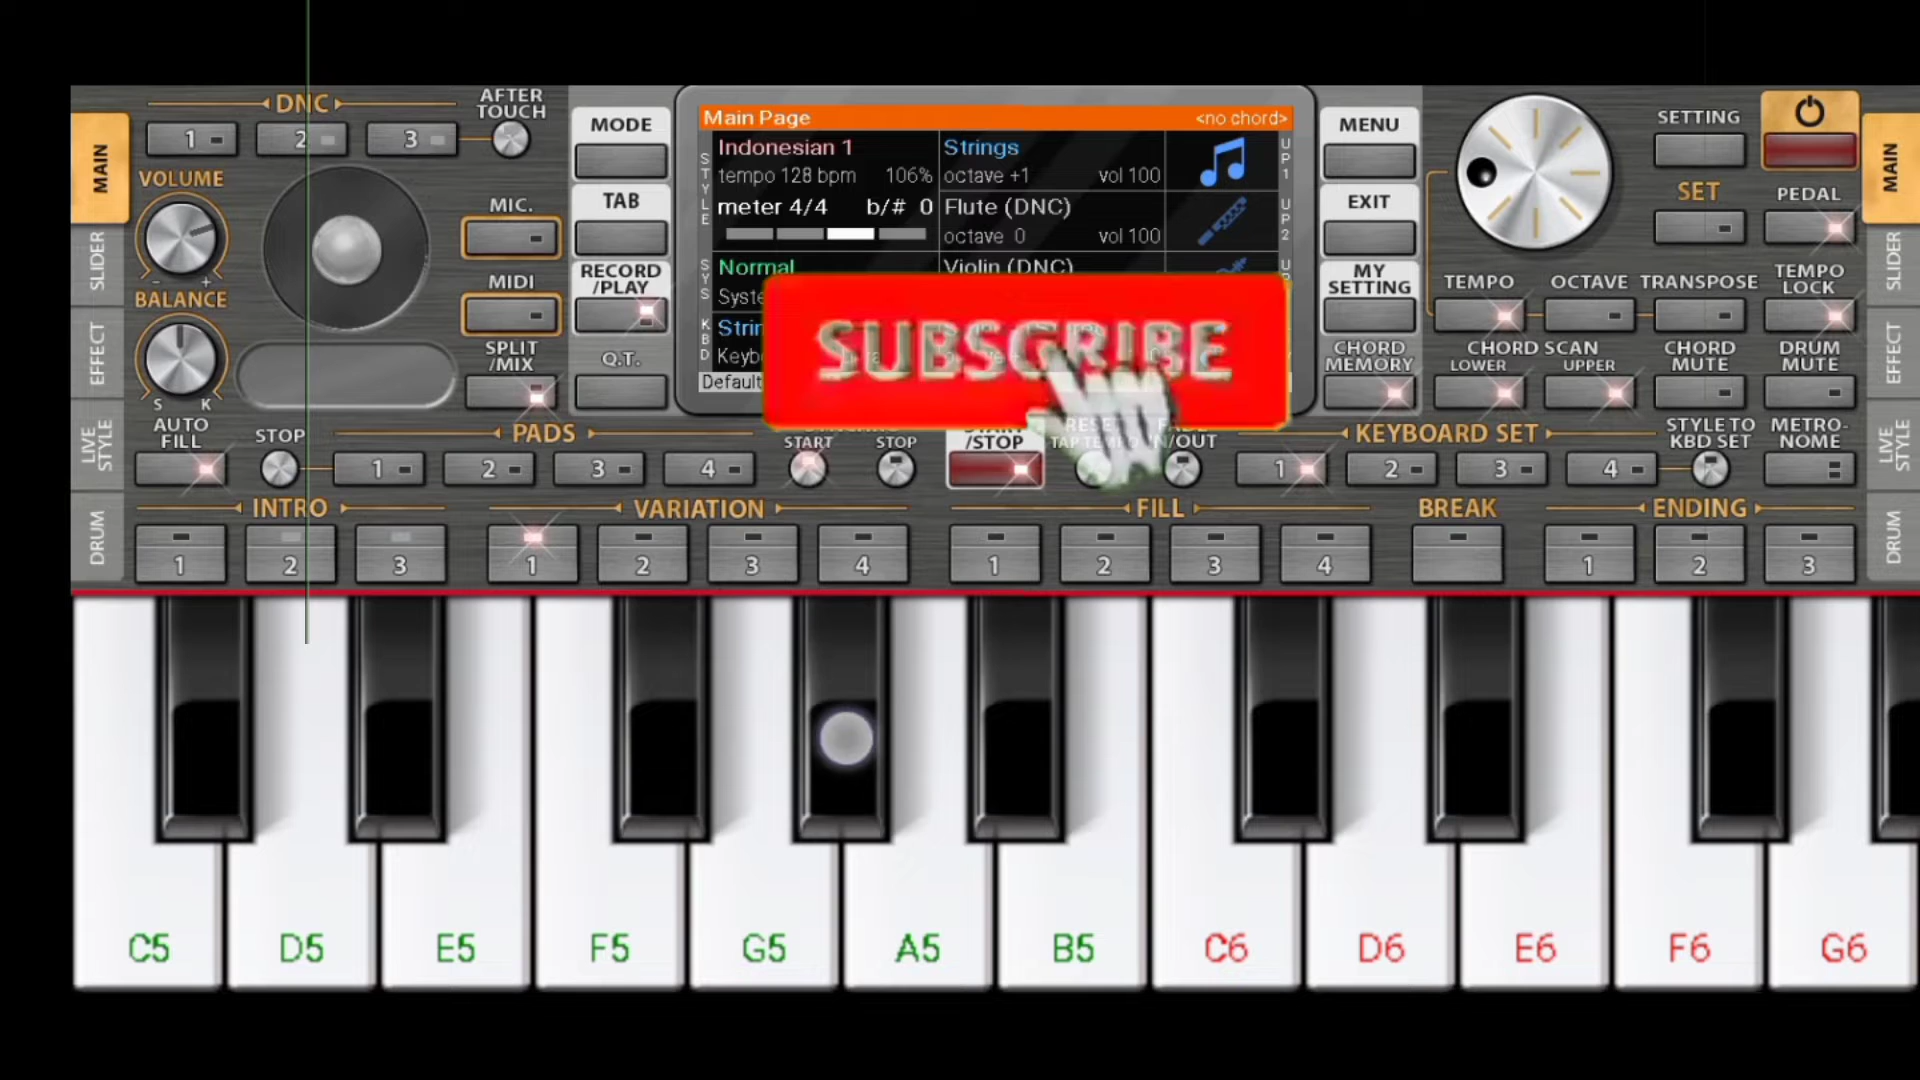 DNC
AFTER TOUCH
1 2 3
MAIN
SLIDER
EFFECT
LIVE STYLE
DRUM
VOLUME
- +
BALANCE
S K
MIC.
MIDI
SPLIT /MIX
MODE
TAB
RECORD /PLAY
Q.T.
Main Page <no chord>
STYLE
Indonesian 1
tempo 128 bpm 106%
meter 4/4 b/# 0
Strings
octave +1 vol 100
UP1
Flute (DNC)
octave 0 vol 100
UP2
SYS
Normal
Violin (DNC)
KBD
Default
SUBSCRIBE
MENU
EXIT
MY SETTING
CHORD MEMORY
SETTING
SET
PEDAL
TEMPO
OCTAVE
TRANSPOSE
TEMPO LOCK
CHORD SCAN
LOWER UPPER
CHORD MUTE
DRUM MUTE
MAIN
SLIDER
EFFECT
LIVE STYLE
DRUM
AUTO FILL
STOP
PADS
1 2 3 4
START
STOP
/STOP
TAP TEMPO
/OUT
KEYBOARD SET
1 2 3 4
STYLE TO KBD SET
METRO-NOME
INTRO
1 2 3
VARIATION
1 2 3 4
FILL
1 2 3 4
BREAK
ENDING
1 2 3
C5 D5 E5 F5 G5 A5 B5 C6 D6 E6 F6 G6